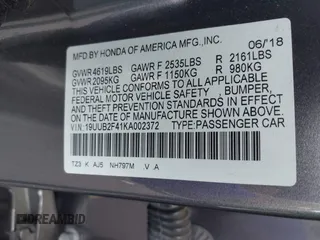 MFD.BY HONDA OF AMERICA MFG.,INC. 06/'18
GVWR 4619LBS GAWR F 2535LBS R 2161LBS
GVWR 2095KG GAWR F 1150KG R 980KG
THIS VEHICLE CONFORMS TO ALL APPLICABLE
FEDERAL MOTOR VEHICLE SAFETY, BUMPER,
AND THEFT PREVENTION STANDARDS IN EFFECT
ON THE DATE OF MANUFACTURE SHOWN ABOVE.
VIN:19UUB2F41KA002372 TYPE:PASSENGER CAR
TZ3 K AJ5 NH797M .V .A
DREAMBID